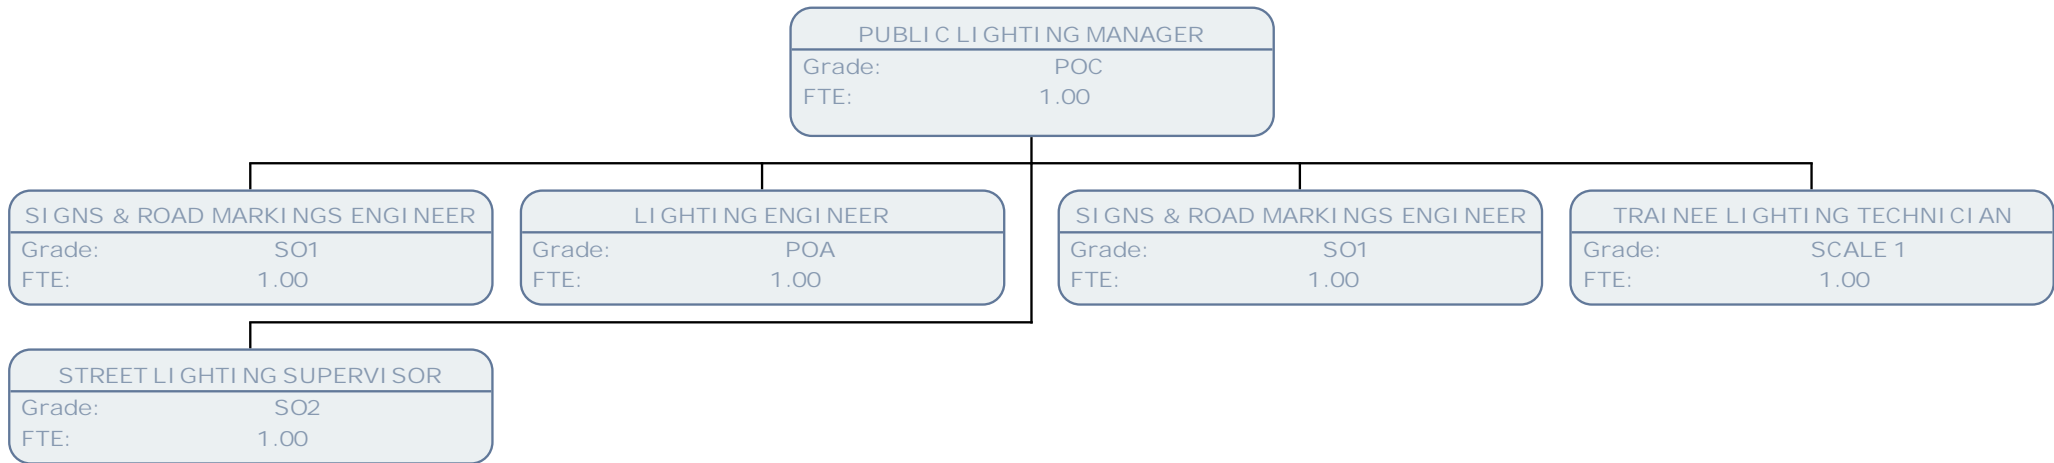 PUBLIC LIGHTING MANAGER
Grade: POC
FTE: 1.00
SIGNS & ROAD MARKINGS ENGINEER
Grade: SO1
FTE: 1.00
LIGHTING ENGINEER
Grade: POA
FTE: 1.00
SIGNS & ROAD MARKINGS ENGINEER
Grade: SO1
FTE: 1.00
TRAINEE LIGHTING TECHNICIAN
Grade: SCALE 1
FTE: 1.00
STREET LIGHTING SUPERVISOR
Grade: SO2
FTE: 1.00